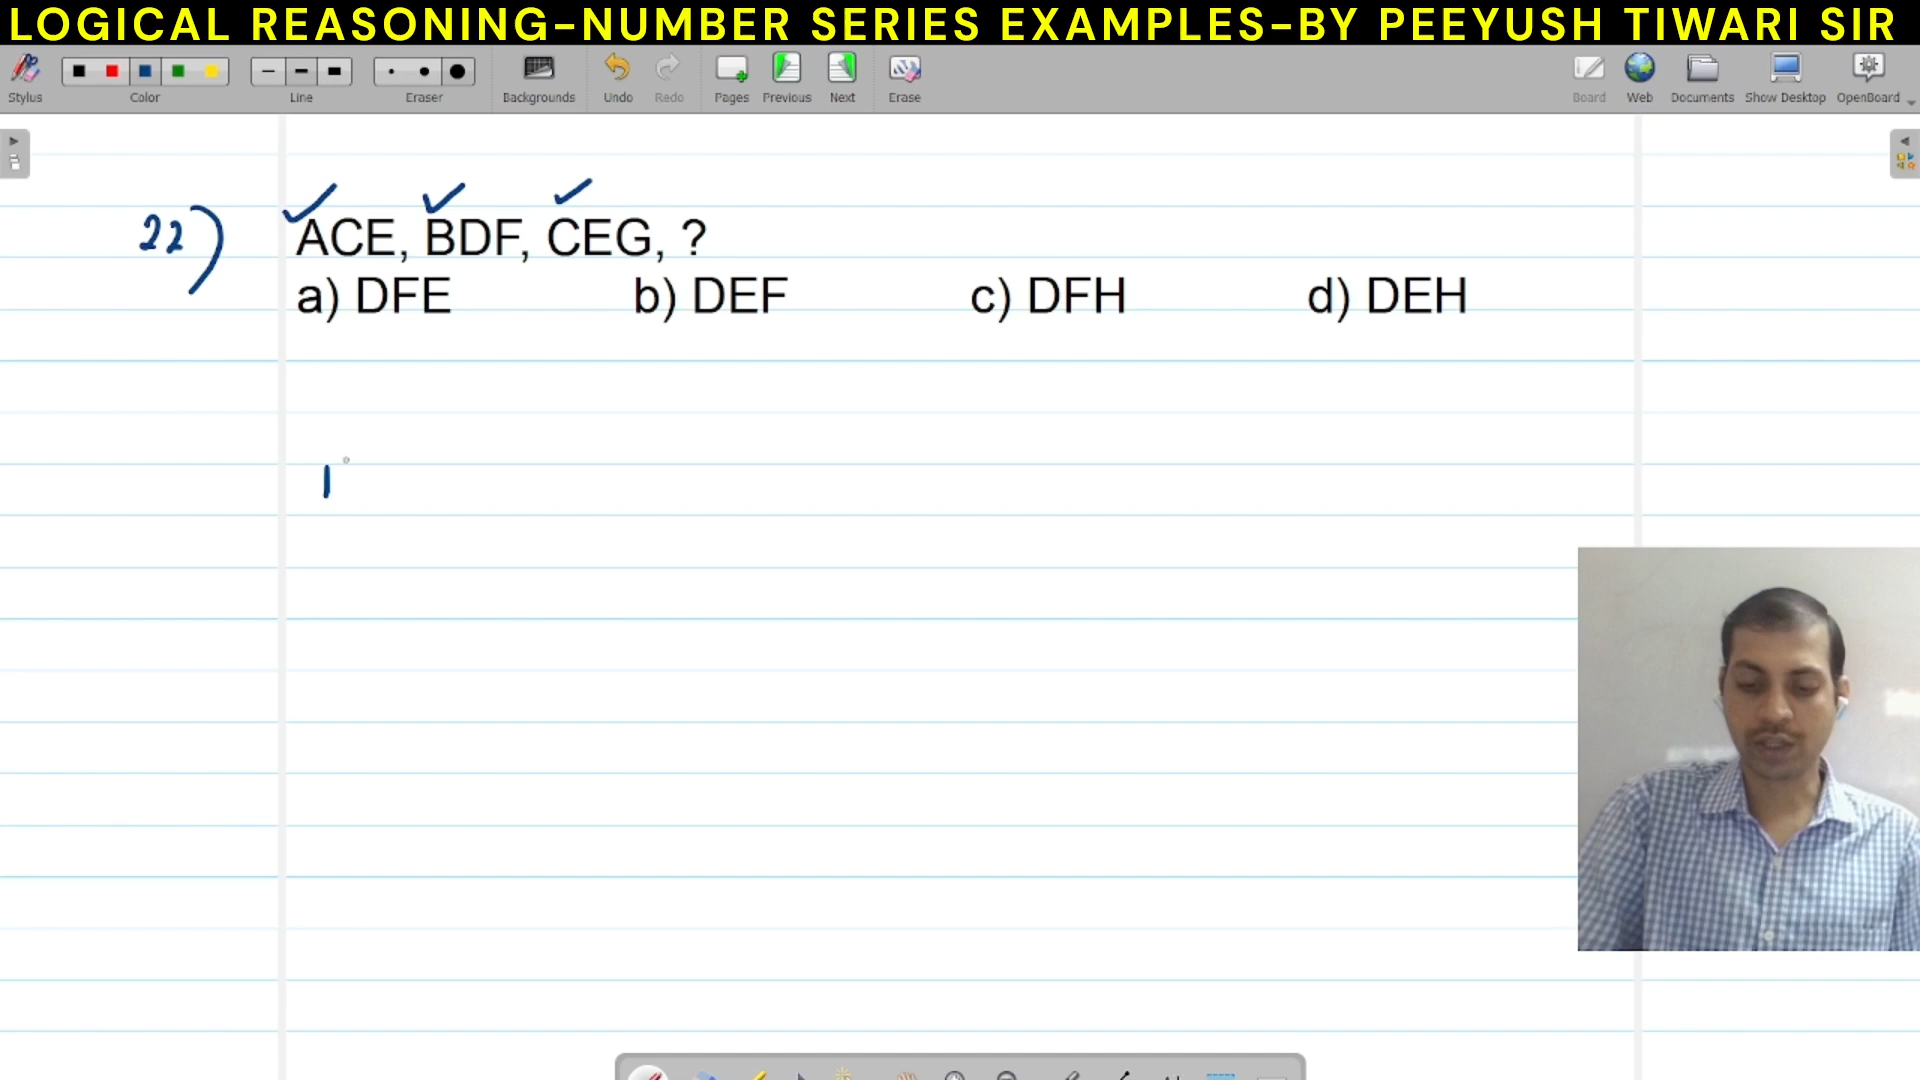 LOGICAL REASONING-NUMBER SERIES EXAMPLES-BY PEEYUSH TIWARI SIR
Stylus Color Line Eraser Backgrounds Undo Redo Pages Previous Next Erase Board Web Documents Show Desktop OpenBoard
22) ACE, BDF, CEG, ?
a) DFE b) DEF c) DFH d) DEH